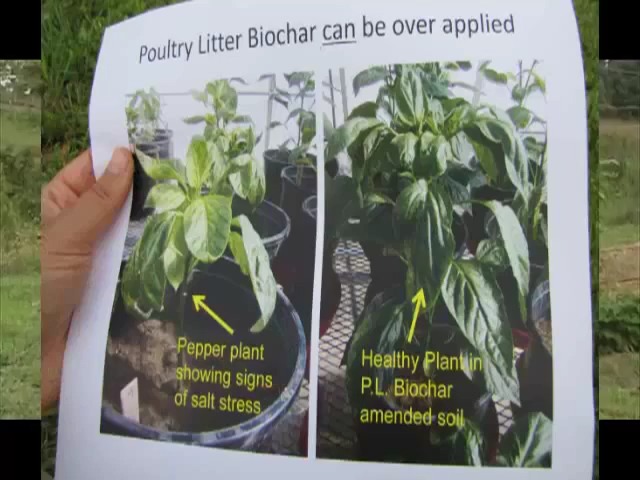 Poultry Litter Biochar can be over applied
Pepper plant
showing signs
of salt stress
Healthy Plant in
P.L. Biochar
amended soil